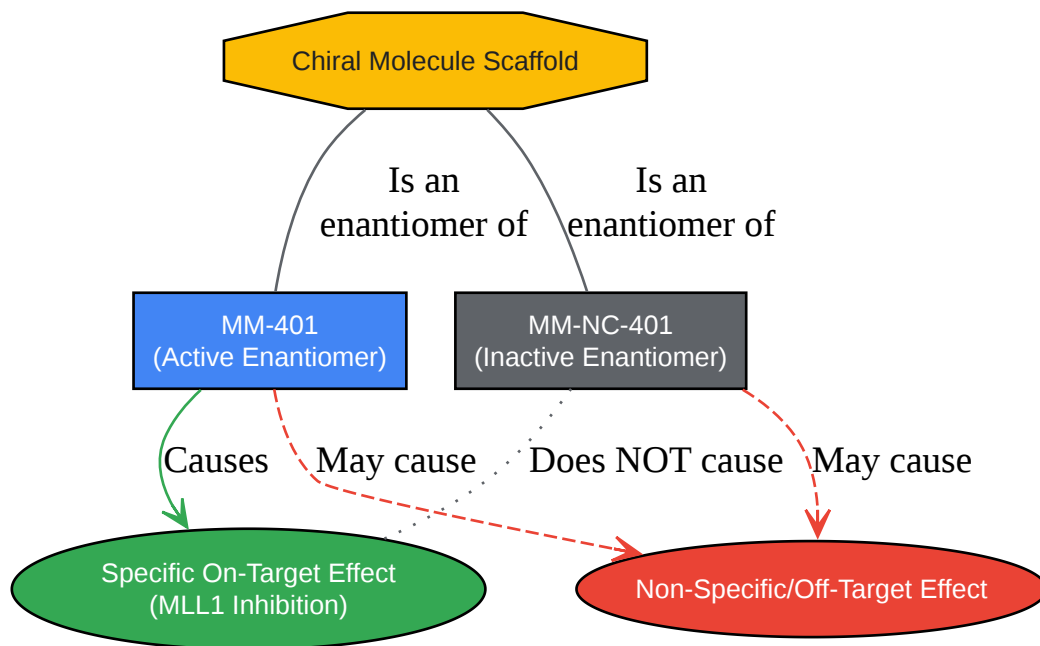 Chiral Molecule Scaffold
Is an
enantiomer of
Is an
enantiomer of
MM-401
(Active Enantiomer)
MM-NC-401
(Inactive Enantiomer)
Causes
May cause
Does NOT cause
May cause
Specific On-Target Effect
(MLL1 Inhibition)
Non-Specific/Off-Target Effect